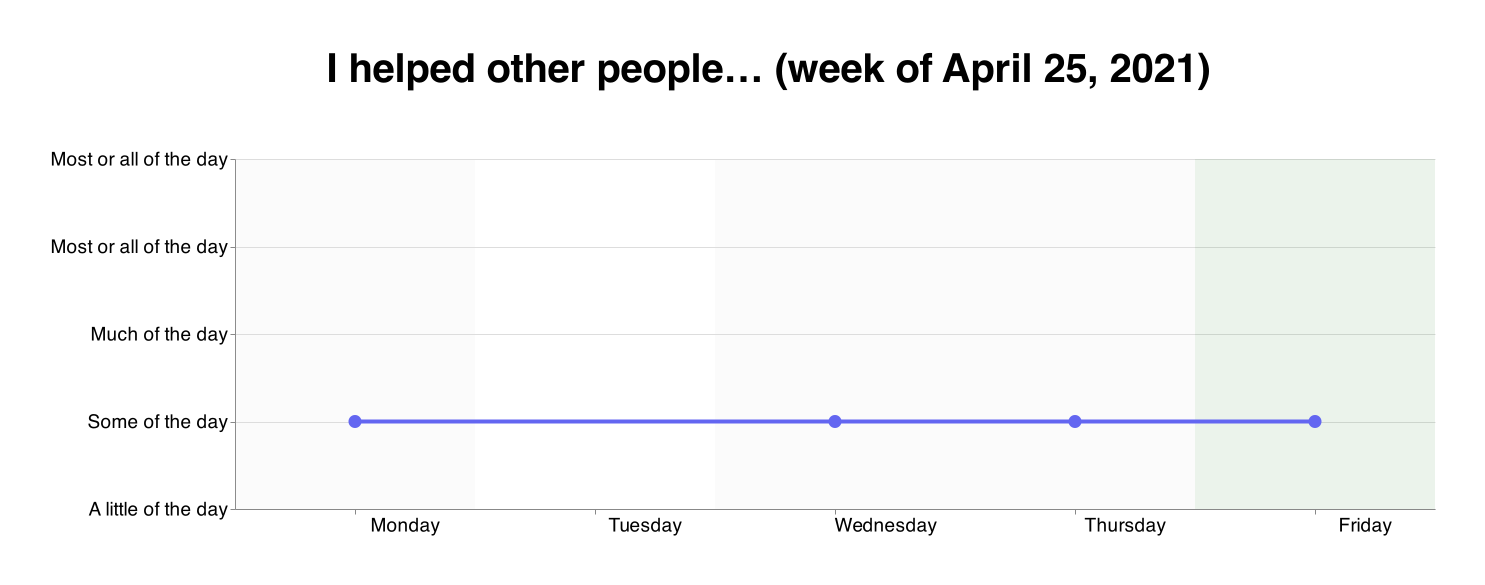 I helped other people… (week of April 25, 2021)
Most or all of the day
Most or all of the day
Much of the day
Some of the day
A little of the day
Monday Tuesday Wednesday Thursday Friday